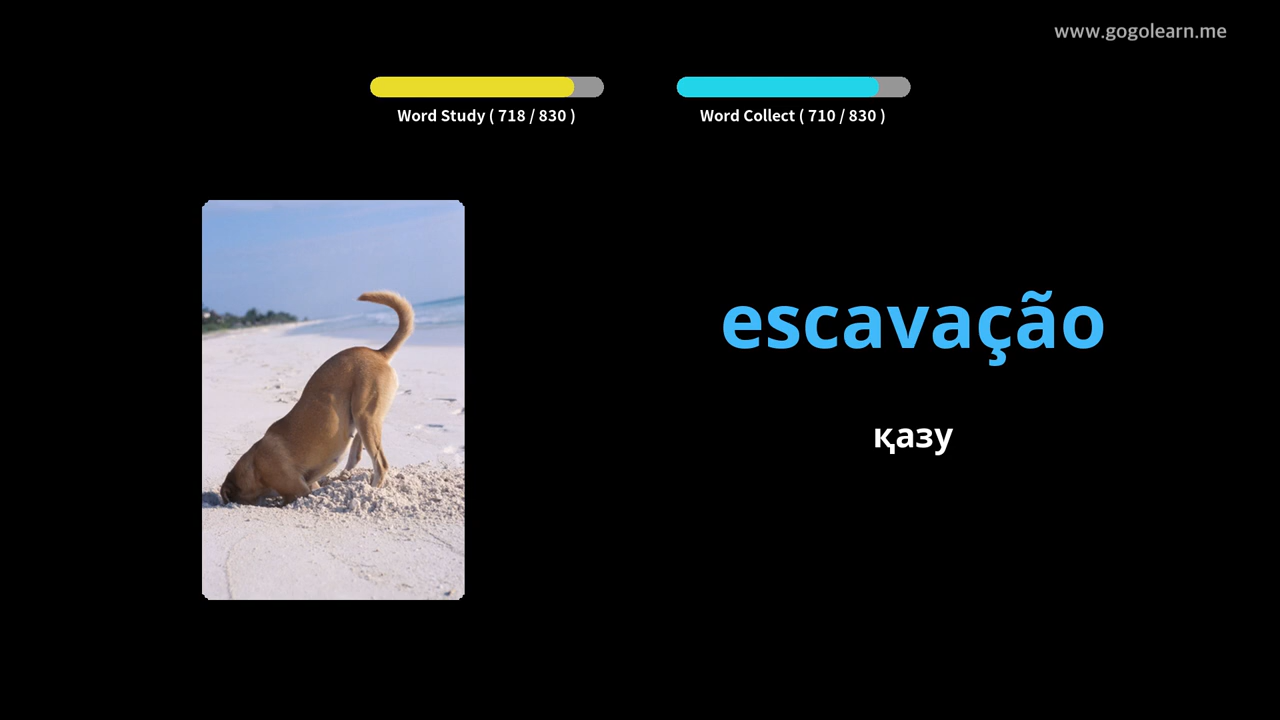 www.gogolearn.me
Word Study ( 718 / 830 )
Word Collect ( 710 / 830 )
escavação
қазу